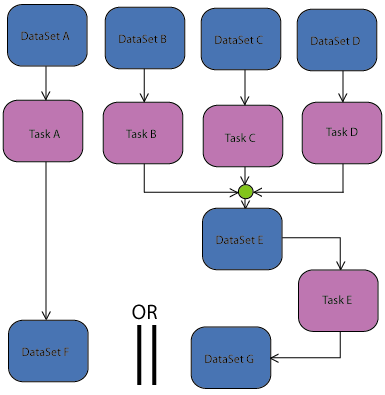 DataSet A
DataSet B
DataSet C
DataSet D
Task A
Task B
Task C
Task D
DataSet E
Task E
OR
DataSet F
DataSet G